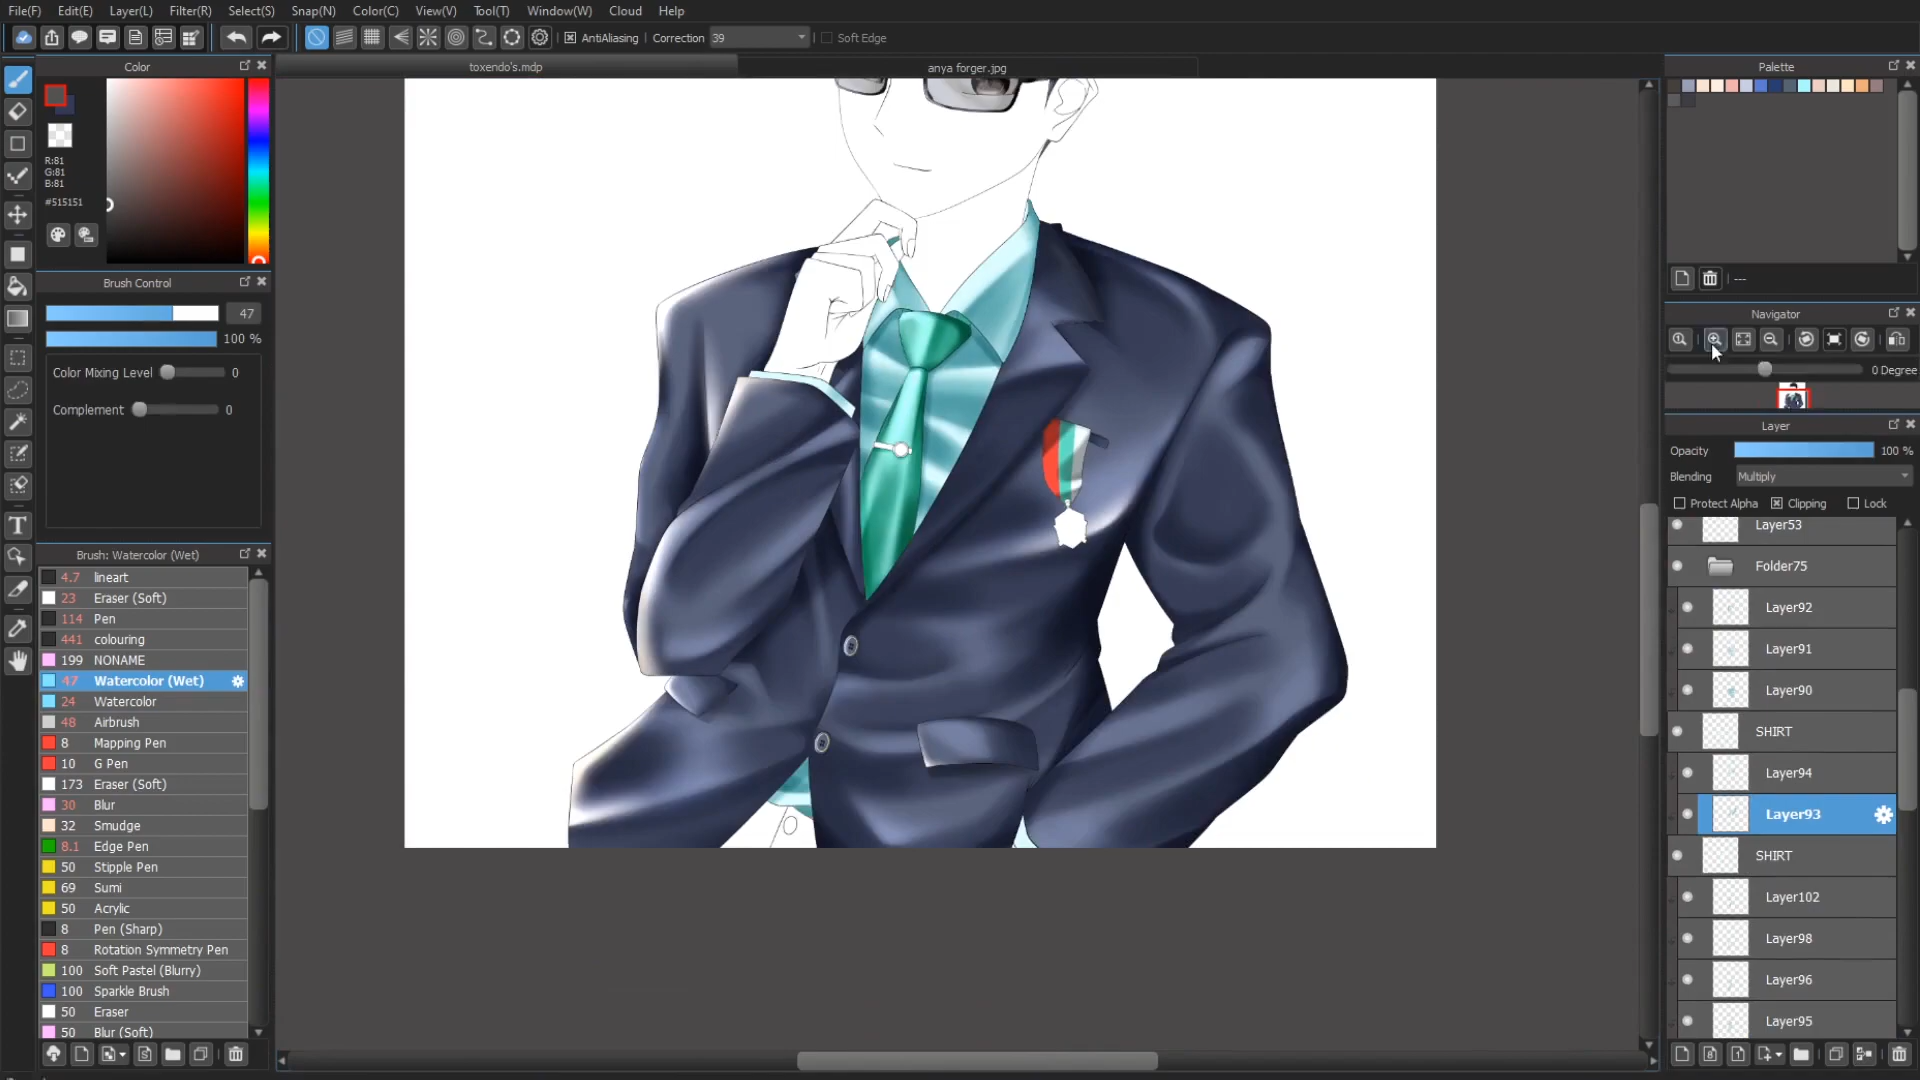 File(F) Edit(E) Layer(L) Filter(R) Select(S) Snap(N) Color(C) View(V) Tool(T) Window(W) Cloud Help
AntiAliasing Correction 39 Soft Edge
Color
toxendo's.mdp
anya forger.jpg
Palette
R:81
G:81
B:81
#515151
---
Brush Control
47
100 %
Color Mixing Level 0
Complement 0
Navigator
0 Degree
Layer
Opacity 100 %
Blending Multiply
Protect Alpha Clipping Lock
Layer53
Folder75
Layer92
Layer91
Layer90
SHIRT
Layer94
Layer93
SHIRT
Layer102
Layer98
Layer96
Layer95
Brush: Watercolor (Wet)
4.7 lineart
23 Eraser (Soft)
114 Pen
441 colouring
199 NONAME
47 Watercolor (Wet)
24 Watercolor
48 Airbrush
8 Mapping Pen
10 G Pen
173 Eraser (Soft)
30 Blur
32 Smudge
8.1 Edge Pen
50 Stipple Pen
69 Sumi
50 Acrylic
8 Pen (Sharp)
8 Rotation Symmetry Pen
100 Soft Pastel (Blurry)
100 Sparkle Brush
50 Eraser
50 Blur (Soft)